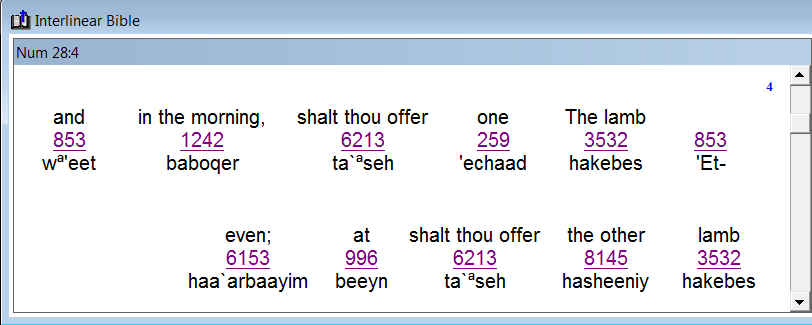 Interlinear Bible
Num 28:4
4
and in the morning, shalt thou offer one The lamb
853 1242 6213 259 3532 853
wª'eet baboqer ta`ªseh 'echaad hakebes 'Et-
even; at shalt thou offer the other lamb
6153 996 6213 8145 3532
haa`arbaayim beeyn ta`ªseh hasheeniy hakebes